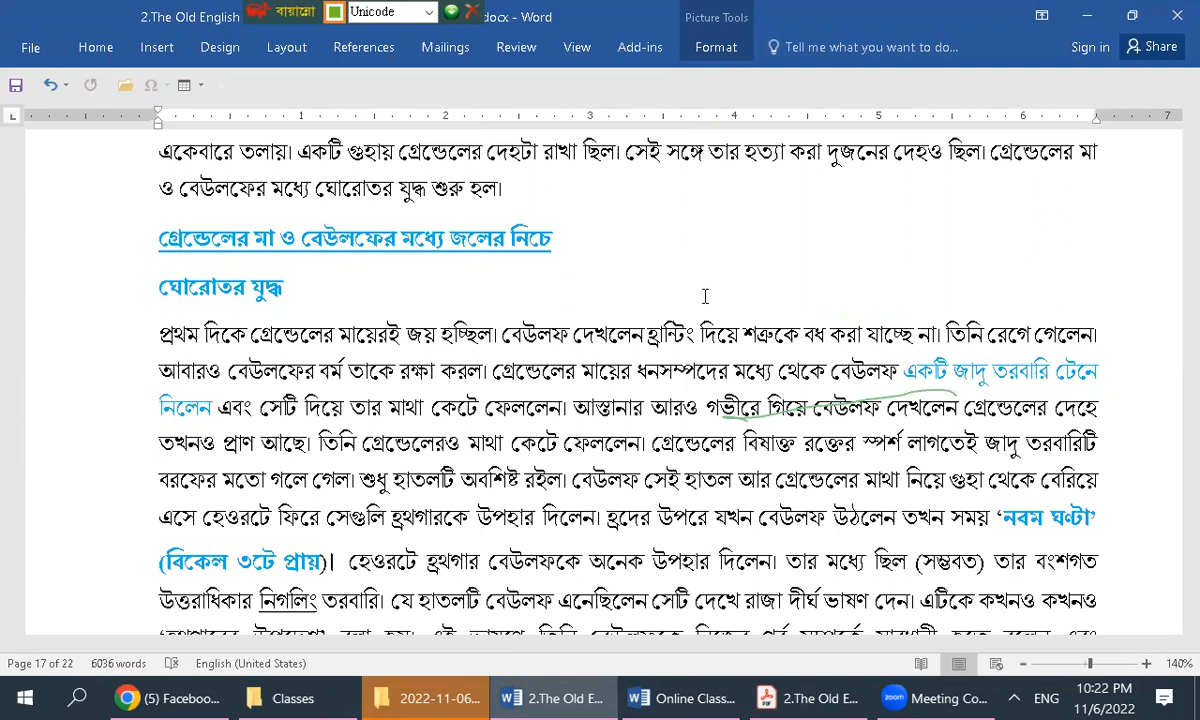 2.The Old English
বায়ান্নো
Unicode
.docx - Word
Picture Tools
File
Home
Insert
Design
Layout
References
Mailings
Review
View
Add-ins
Format
Tell me what you want to do...
Sign in
Share
1 2 3 4 5 6 7
একেবারে তলায়। একটি গুহায় গ্রেন্ডেলের দেহটা রাখা ছিল। সেই সঙ্গে তার হত্যা করা দুজনের দেহও ছিল। গ্রেন্ডেলের মা
ও বেউলফের মধ্যে ঘোরোতর যুদ্ধ শুরু হল।
গ্রেন্ডেলের মা ও বেউলফের মধ্যে জলের নিচে
ঘোরোতর যুদ্ধ
প্রথম দিকে গ্রেন্ডেলের মায়েরই জয় হচ্ছিল। বেউলফ দেখলেন হ্রান্টিং দিয়ে শত্রুকে বধ করা যাচ্ছে না। তিনি রেগে গেলেন।
আবারও বেউলফের বর্ম তাকে রক্ষা করল। গ্রেন্ডেলের মায়ের ধনসম্পদের মধ্যে থেকে বেউলফ একটি জাদু তরবারি টেনে
নিলেন এবং সেটি দিয়ে তার মাথা কেটে ফেললেন। আস্তানার আরও গভীরে গিয়ে বেউলফ দেখলেন গ্রেন্ডেলের দেহে
তখনও প্রাণ আছে। তিনি গ্রেন্ডেলেরও মাথা কেটে ফেললেন। গ্রেন্ডেলের বিষাক্ত রক্তের স্পর্শ লাগতেই জাদু তরবারিটি
বরফের মতো গলে গেল। শুধু হাতলটি অবশিষ্ট রইল। বেউলফ সেই হাতল আর গ্রেন্ডেলের মাথা নিয়ে গুহা থেকে বেরিয়ে
এসে হেওরটে ফিরে সেগুলি হ্রথগারকে উপহার দিলেন। হ্রদের উপরে যখন বেউলফ উঠলেন তখন সময় ‘নবম ঘণ্টা’
(বিকেল ৩টে প্রায়)। হেওরটে হ্রথগার বেউলফকে অনেক উপহার দিলেন। তার মধ্যে ছিল (সম্ভবত) তার বংশগত
উত্তরাধিকার নিগলিং তরবারি। যে হাতলটি বেউলফ এনেছিলেন সেটি দেখে রাজা দীর্ঘ ভাষণ দেন। এটিকে কখনও কখনও
Page 17 of 22
6036 words
English (United States)
140%
(5) Faceboo...
Classes
2022-11-06...
2.The Old E...
Online Class...
2.The Old E...
Meeting Co...
ENG
10:22 PM
11/6/2022